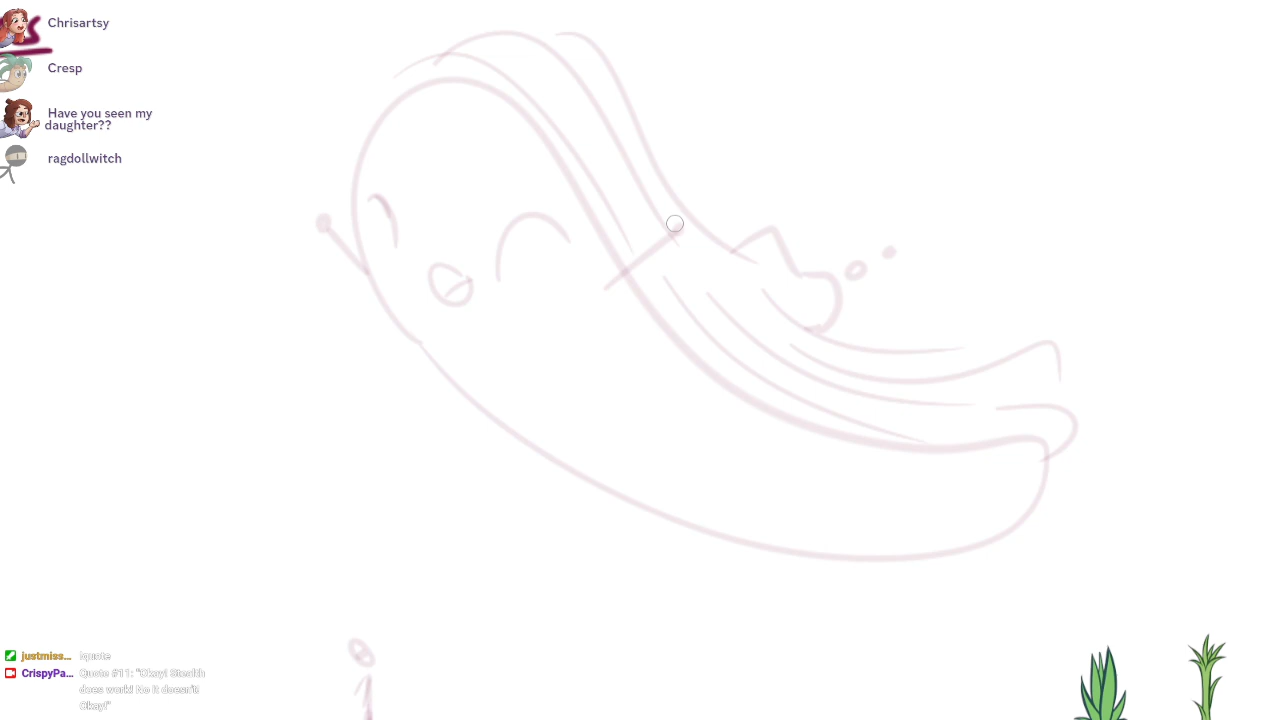 Chrisartsy
Cresp
Have you seen my
daughter??
ragdollwitch
justmiss... !quote
CrispyPa... Quote #11: "Okay! Stealth
does work! No it doesn't!
Okay!"